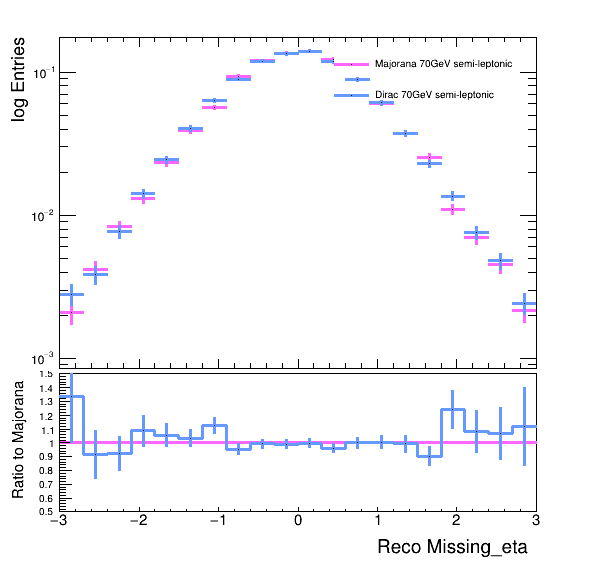 log Entries
10⁻¹
10⁻²
10⁻³
Majorana 70GeV semi-leptonic
Dirac 70GeV semi-leptonic
Ratio to Majorana
1.5
1.4
1.3
1.2
1.1
1
0.9
0.8
0.7
0.6
0.5
−3 −2 −1 0 1 2 3
Reco Missing_eta